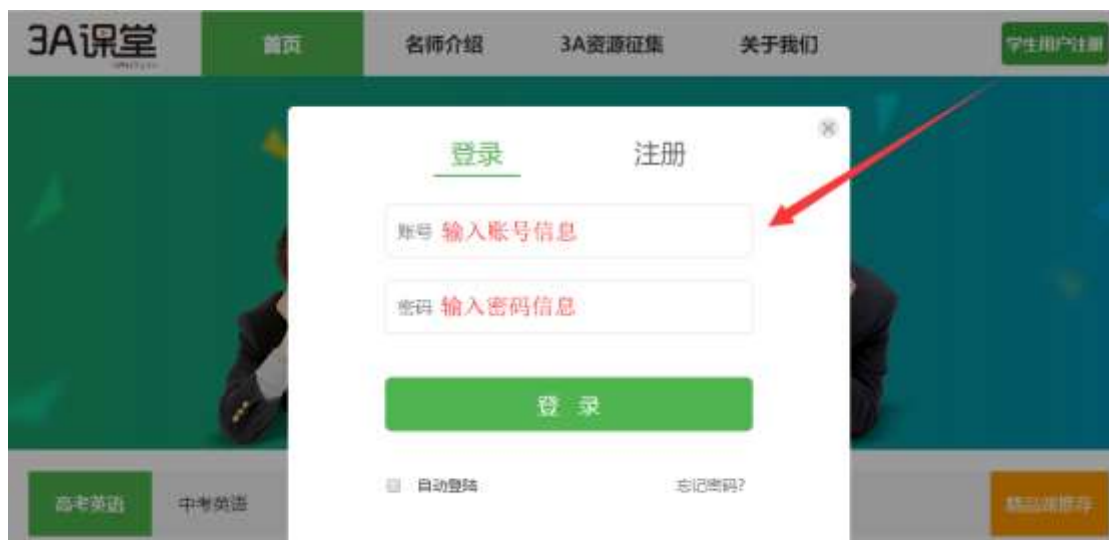 3A课堂
首页
名师介绍
3A资源征集
关于我们
学生用户注册
登录
注册
账号 输入账号信息
密码 输入密码信息
登 录
自动登陆
忘记密码?
高考英语
中考英语
精品课推荐